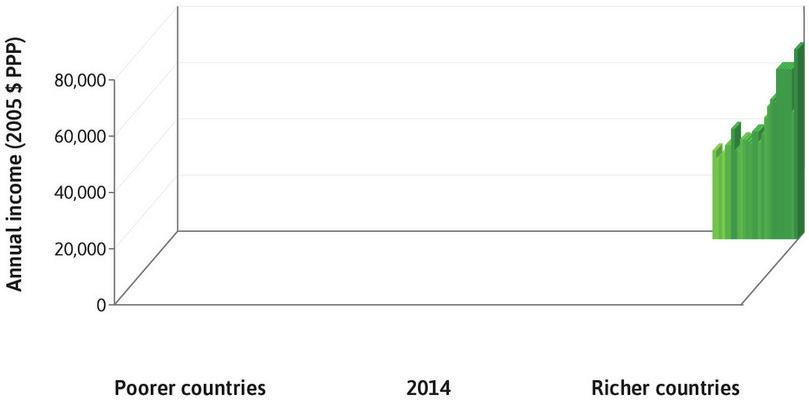 Annual income (2005 $ PPP)
80,000
60,000
40,000
20,000
0
Poorer countries 2014 Richer countries